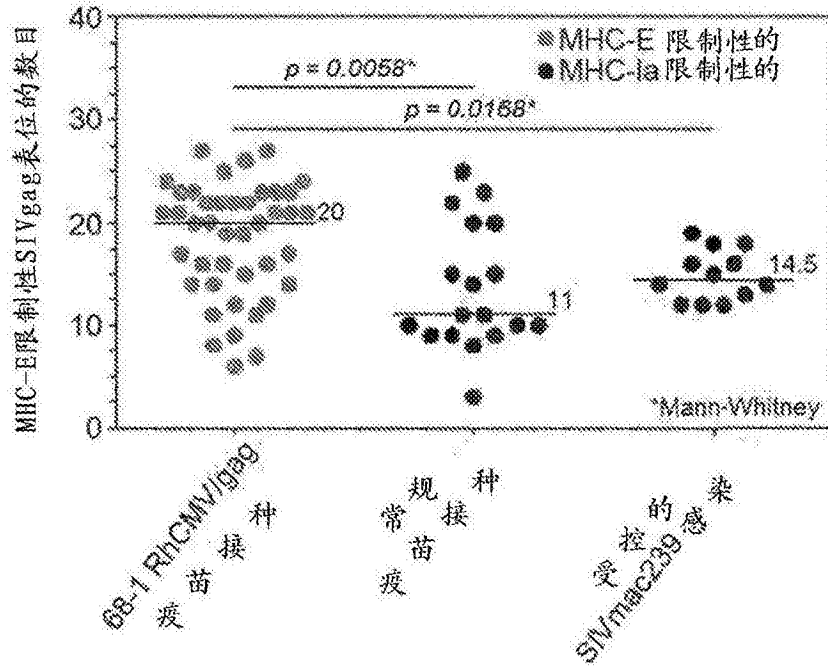 MHC-E限制性SIVgag表位的数目
40
30
20
10
0
MHC-E 限制性的
MHC-Ia 限制性的
p = 0.0058*
p = 0.0168*
20
11
14.5
*Mann-Whitney
68-1 RhCMV/gag
疫苗接种
常规
疫苗接种
受控的
SIVmac239感染